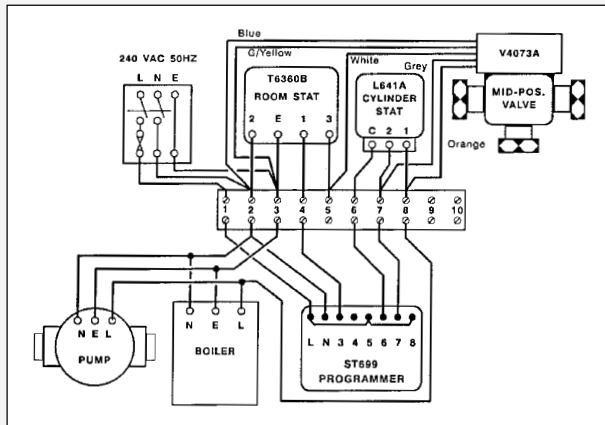 Blue
G/Yellow
240 VAC 50HZ
L N E
T6360B
ROOM STAT
2 E 1 3
White
L641A
CYLINDER
STAT
C 2 1
Grey
V4073A
MID-POS.
VALVE
Orange
1 2 3 4 5 6 7 8 9 10
N E L
PUMP
N E L
BOILER
L N 3 4 5 6 7 8
ST699
PROGRAMMER